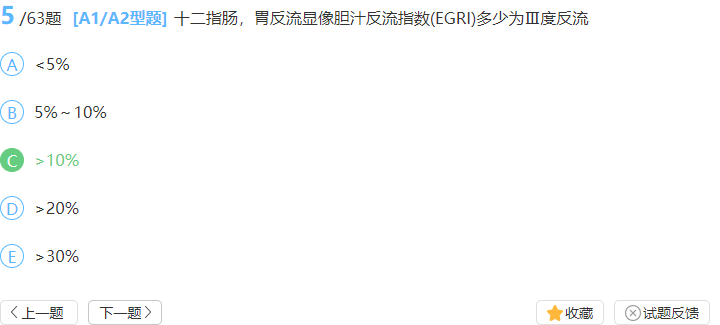 5 /63题 [A1/A2型题] 十二指肠，胃反流显像胆汁反流指数(EGRI)多少为Ⅲ度反流
A <5%
B 5%～10%
C >10%
D >20%
E >30%
上一题 下一题 收藏 试题反馈